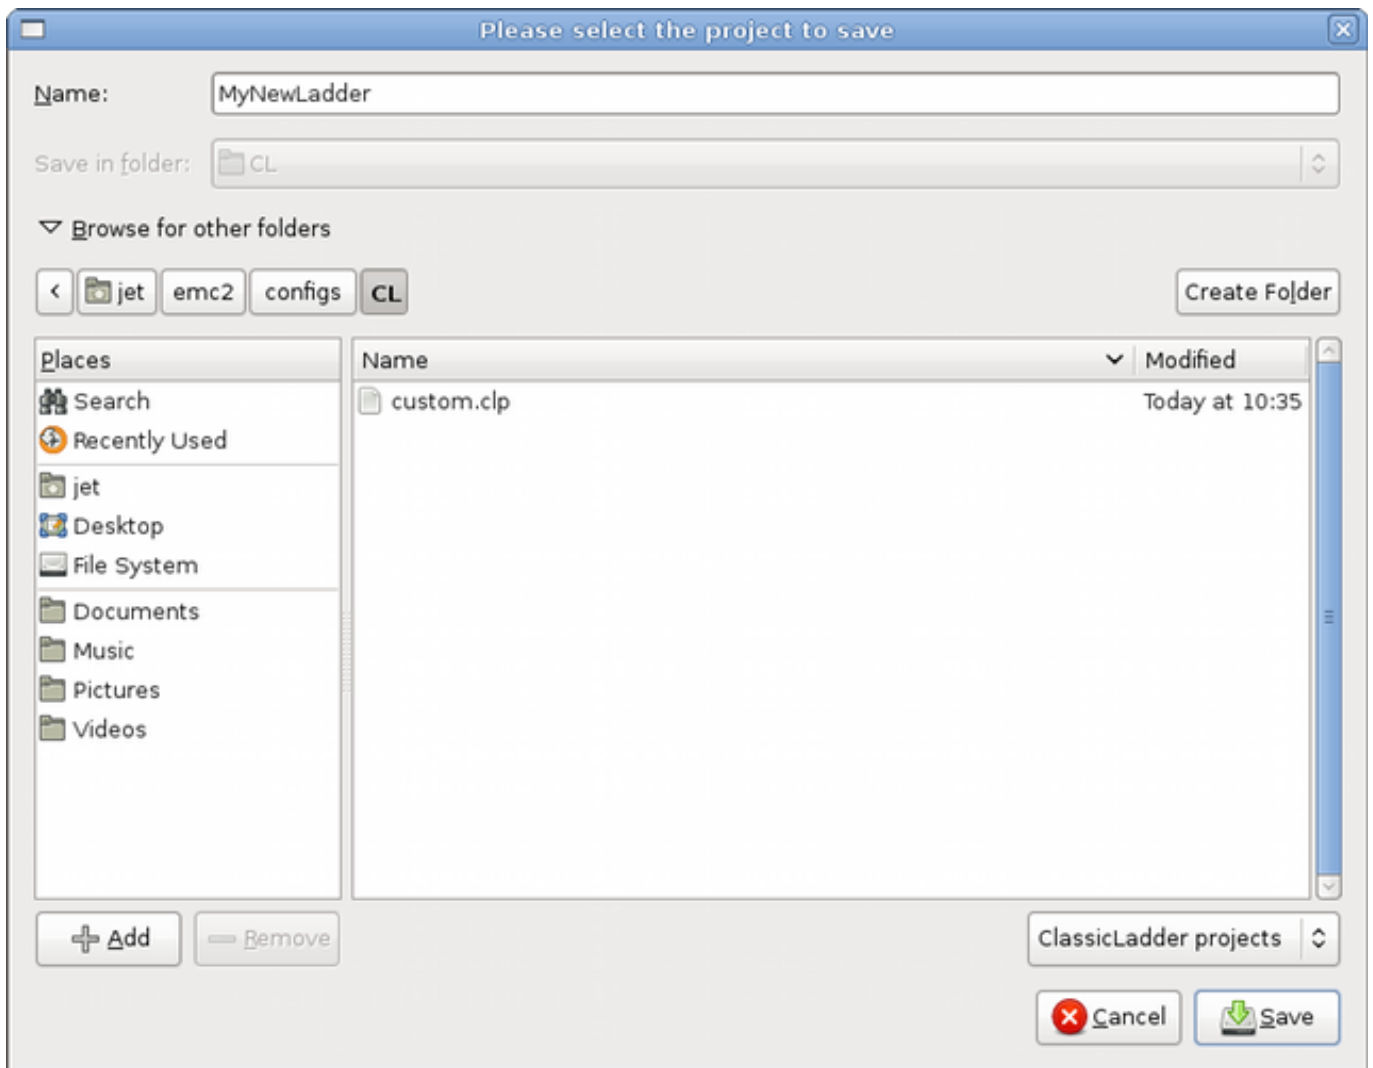 Please select the project to save
Name: MyNewLadder
Save in folder: CL
Browse for other folders
< jet emc2 configs CL Create Folder
Places Name Modified
Search custom.clp Today at 10:35
Recently Used
jet
Desktop
File System
Documents
Music
Pictures
Videos
Add Remove ClassicLadder projects
Cancel Save